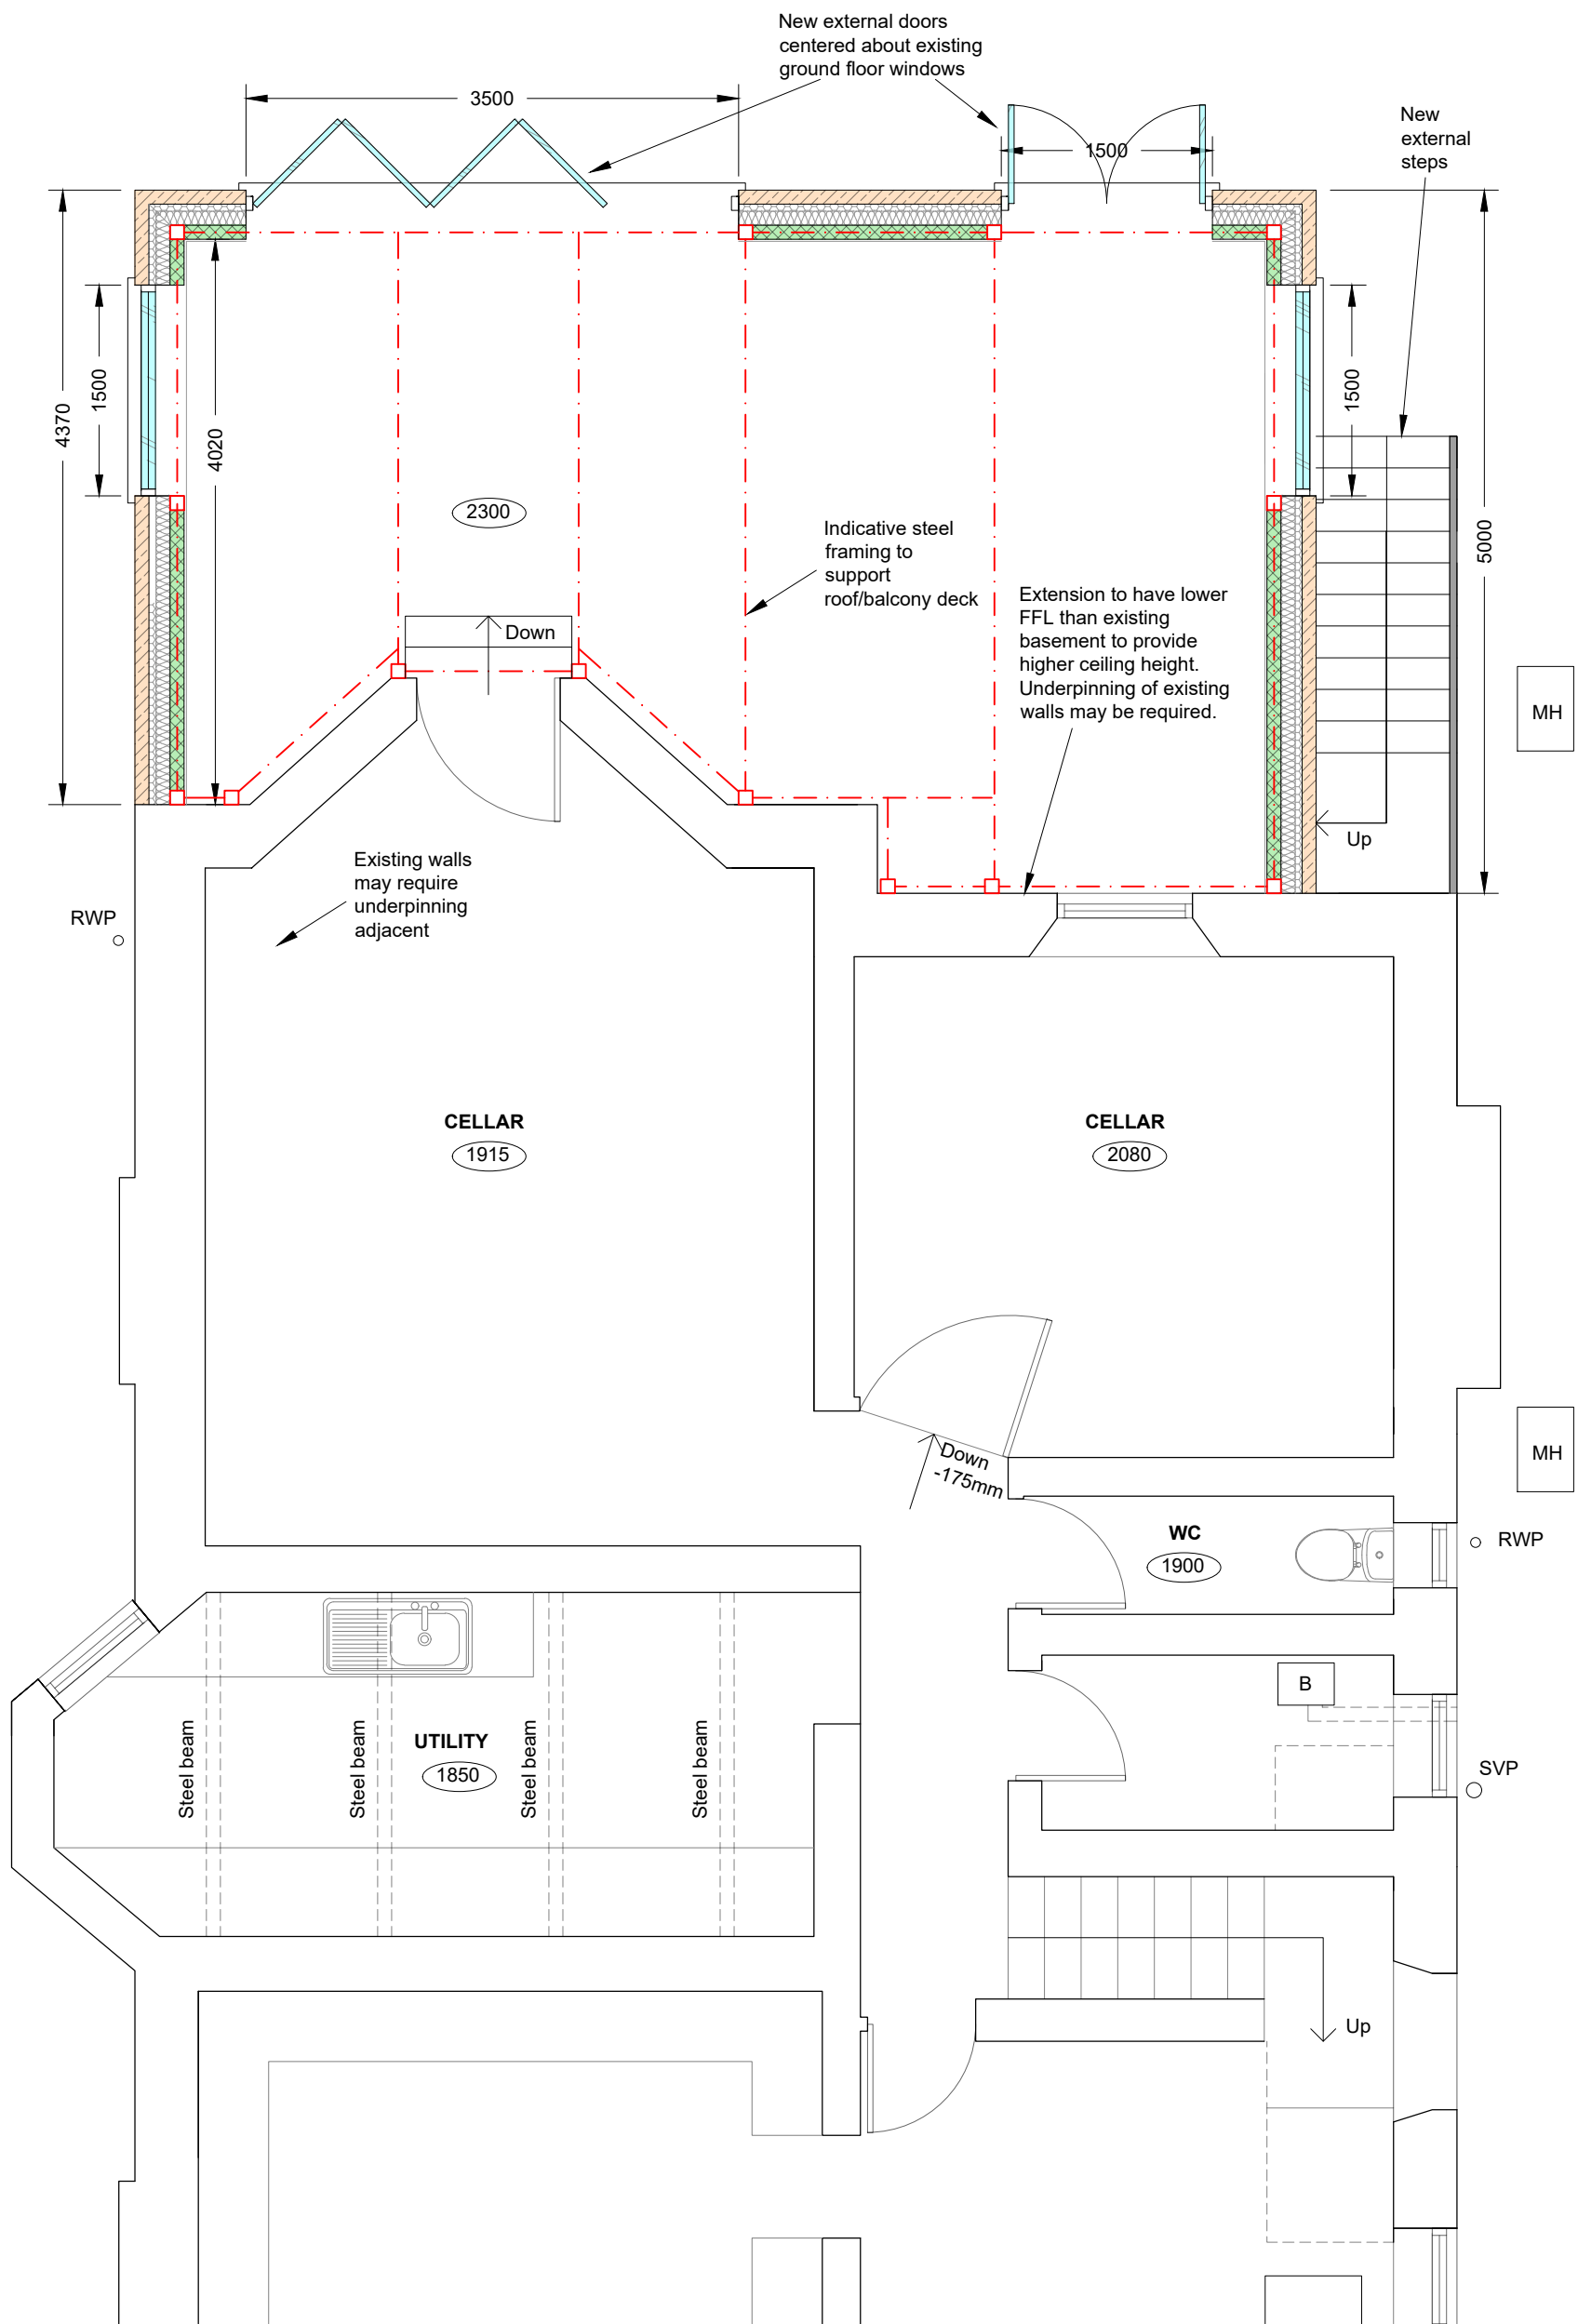 New external doors
centered about existing
ground floor windows
3500
1500
New
external
steps
4370
1500
4020
2300
1500
5000
Indicative steel
framing to
support
roof/balcony deck
Extension to have lower
FFL than existing
basement to provide
higher ceiling height.
Underpinning of existing
walls may be required.
Down
MH
Up
Existing walls
may require
underpinning
adjacent
RWP
CELLAR
1915
CELLAR
2080
Down
-175mm
MH
WC
1900
RWP
B
UTILITY
1850
Steel beam
Steel beam
Steel beam
Steel beam
SVP
Up